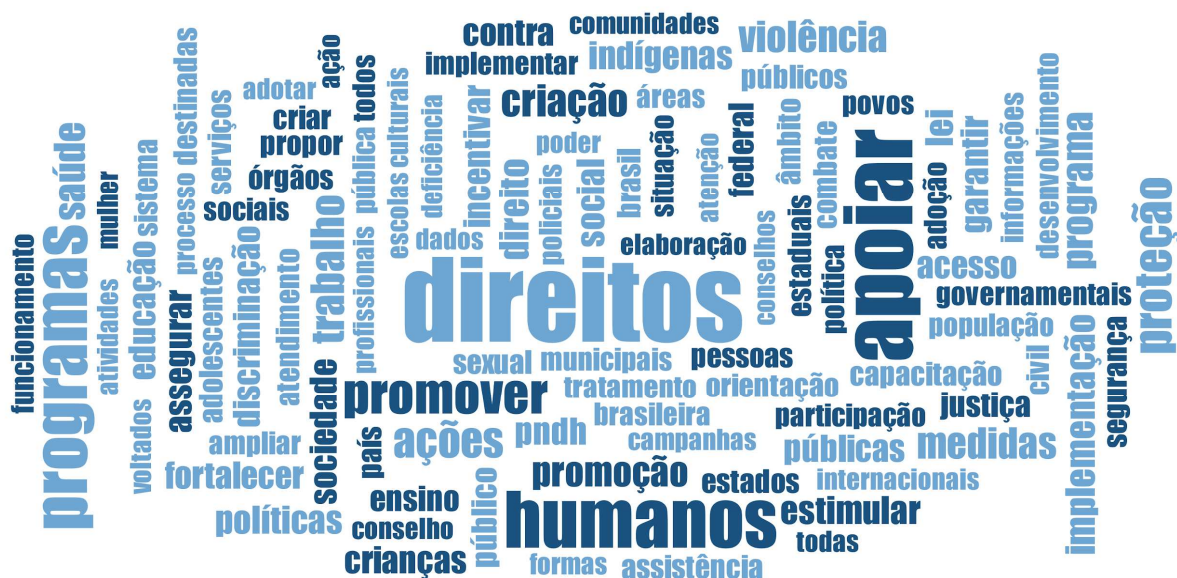 funcionamento
programas
saúde
mulher
atividades
voltados
educação
sistema
processo
destinadas
assegurar
serviços
adolescentes
ampliar
fortalecer
políticas
adotar
criar
propor
órgãos
sociais
discriminação
atendimento
ação
trabalho
sociedade
todos
pública
profissionais
país
escolas
culturais
deficiência
dados
contra
implementar
incentivar
comunidades
indígenas
violência
públicos
criação
áreas
poder
direito
policiais
social
brasil
situação
atenção
federal
âmbito
combate
povos
elaboração
conselhos
estaduais
política
direitos
apoiar
lei
adoção
garantir
informações
desenvolvimento
programa
proteção
acesso
governamentais
população
sexual
municipais
pessoas
promover
tratamento
orientação
capacitação
civil
implementação
segurança
ações
pndh
brasileira
campanhas
participação
justiça
públicas
medidas
promoção
estados
internacionais
ensino
conselho
crianças
público
humanos
estimular
todas
formas
assistência